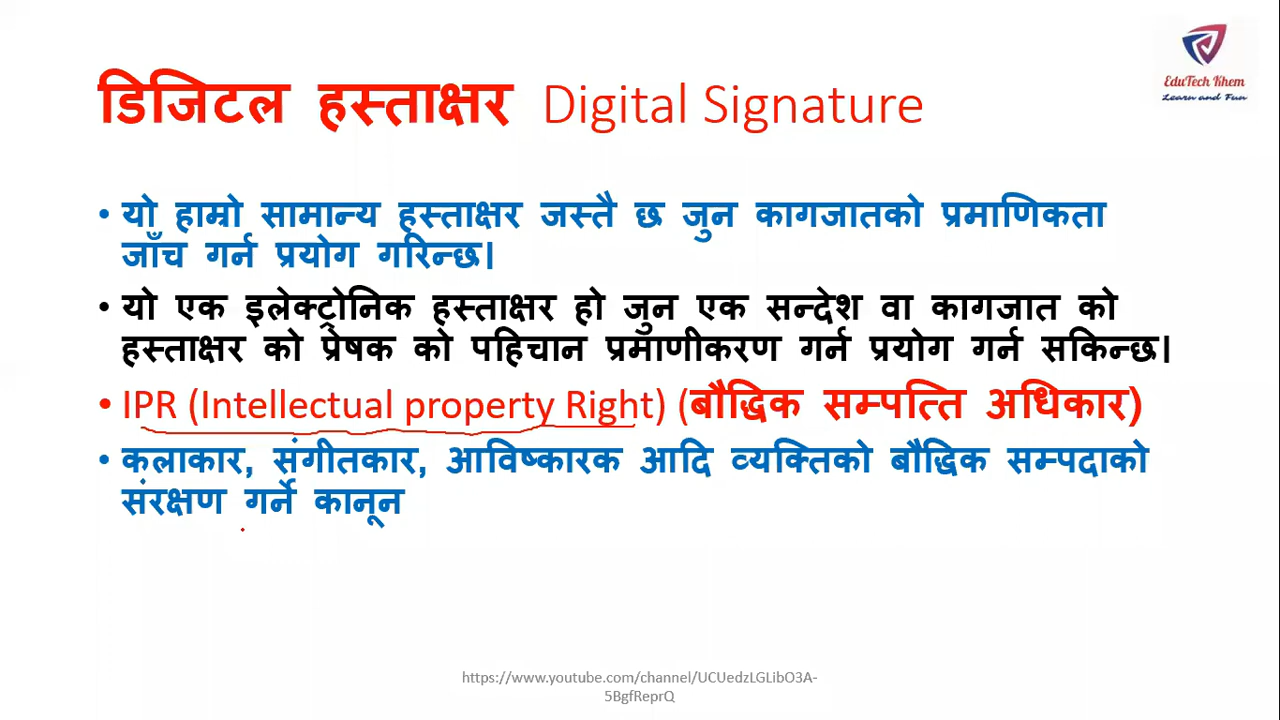 EduTech Khem
Learn and Fun
डिजिटल हस्ताक्षर Digital Signature
• यो हाम्रो सामान्य हस्ताक्षर जस्तै छ जुन कागजातको प्रमाणिकता
जाँच गर्न प्रयोग गरिन्छ।
• यो एक इलेक्ट्रोनिक हस्ताक्षर हो जुन एक सन्देश वा कागजात को
हस्ताक्षर को प्रेषक को पहिचान प्रमाणीकरण गर्न प्रयोग गर्न सकिन्छ।
• IPR (Intellectual property Right) (बौद्धिक सम्पत्ति अधिकार)
• कलाकार, संगीतकार, आविष्कारक आदि व्यक्तिको बौद्धिक सम्पदाको
संरक्षण गर्ने कानून
https://www.youtube.com/channel/UCUedzLGLibO3A-
5BgfReprQ